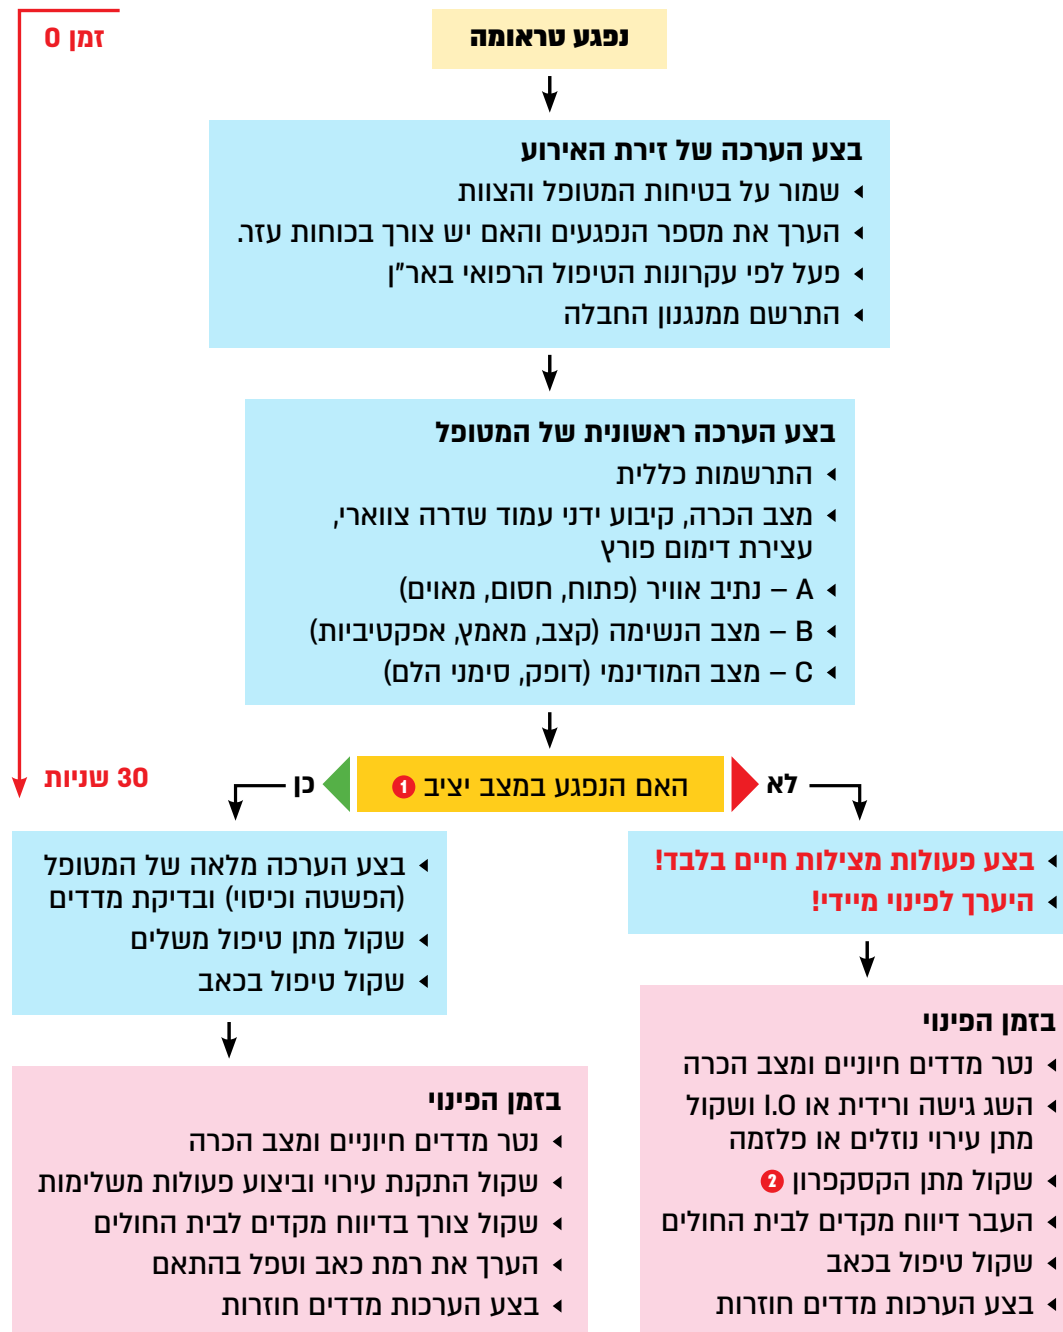 זמן 0
נפגע טראומה
בצע הערכה של זירת האירוע
שמור על בטיחות המטופל והצוות
הערך את מספר הנפגעים והאם יש צורך בכוחות עזר.
פעל לפי עקרונות הטיפול הרפואי באר"ן
התרשם ממנגנון החבלה
בצע הערכה ראשונית של המטופל
התרשמות כללית
מצב הכרה, קיבוע ידני עמוד שדרה צווארי,
עצירת דימום פורץ
A – נתיב אוויר (פתוח, חסום, מאוים)
B – מצב הנשימה (קצב, מאמץ, אפקטיביות)
C – מצב המודינמי (דופק, סימני הלם)
30 שניות
האם הנפגע במצב יציב 1
לא
כן
בצע פעולות מצילות חיים בלבד!
היערך לפינוי מיידי!
בזמן הפינוי
נטר מדדים חיוניים ומצב הכרה
השג גישה ורידית או I.O ושקול
מתן עירוי נוזלים או פלזמה
שקול מתן הקסקפרון 2
העבר דיווח מקדים לבית החולים
שקול טיפול בכאב
בצע הערכות מדדים חוזרות
בצע הערכה מלאה של המטופל
(הפשטה וכיסוי) ובדיקת מדדים
שקול מתן טיפול משלים
שקול טיפול בכאב
בזמן הפינוי
נטר מדדים חיוניים ומצב הכרה
שקול התקנת עירוי וביצוע פעולות משלימות
שקול צורך בדיווח מקדים לבית החולים
הערך את רמת כאב וטפל בהתאם
בצע הערכות מדדים חוזרות